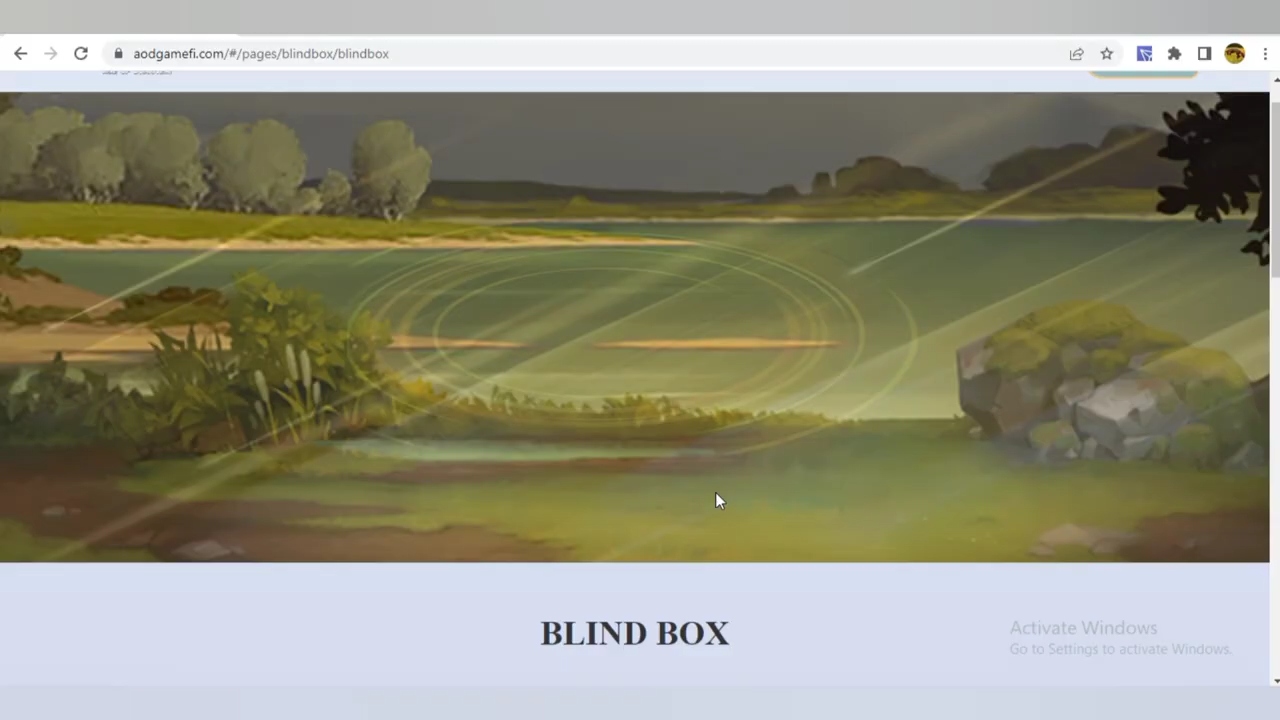 aodgamefi.com/#/pages/blindbox/blindbox
BLIND BOX
Activate Windows
Go to Settings to activate Windows.